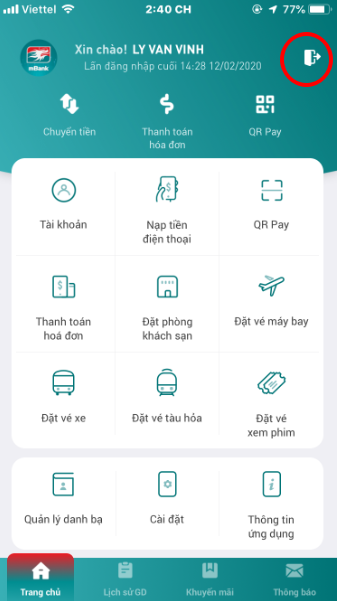 Viettel 2:40 CH 77%
Xin chào! LY VAN VINH
Lần đăng nhập cuối 14:28 12/02/2020
mBank
Chuyển tiền
Thanh toán
hóa đơn
QR Pay
Tài khoản
Nạp tiền
điện thoại
QR Pay
Thanh toán
hoá đơn
Đặt phòng
khách sạn
Đặt vé máy bay
Đặt vé xe
Đặt vé tàu hỏa
Đặt vé
xem phim
Quản lý danh bạ
Cài đặt
Thông tin
ứng dụng
Trang chủ
Lịch sử GD
Khuyến mãi
Thông báo